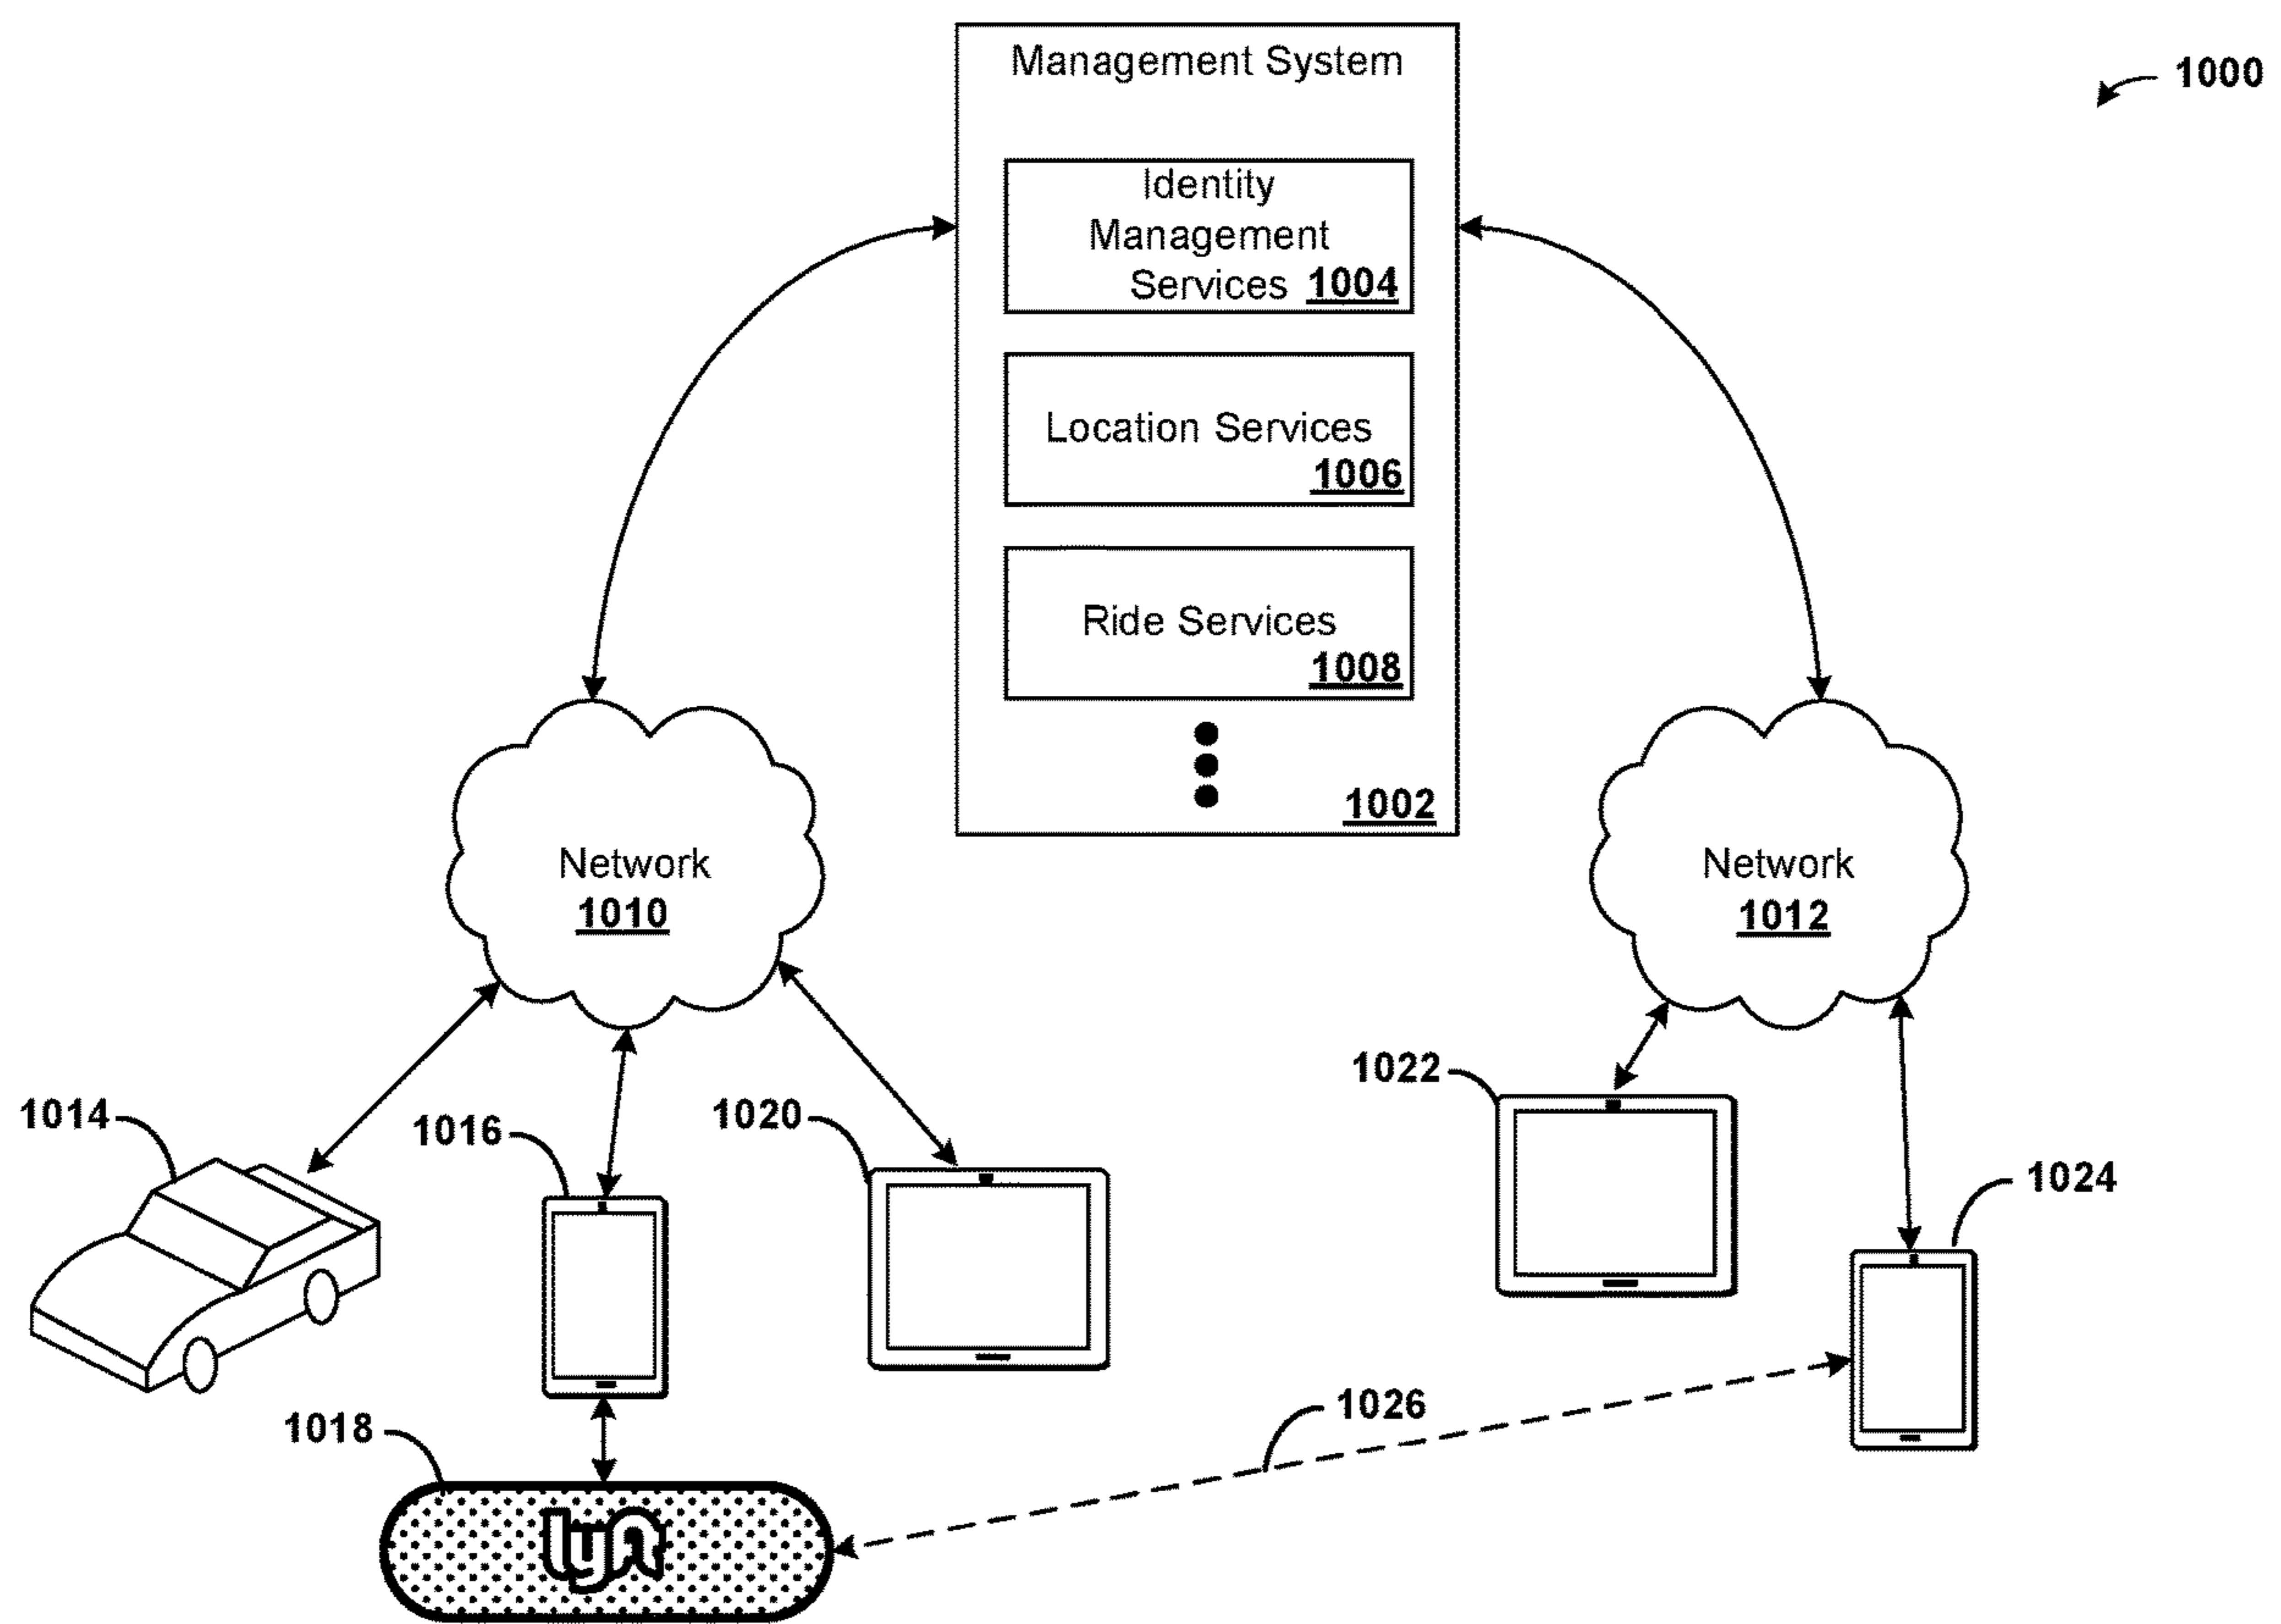 Management System
1000
Identity
Management
Services 1004
Location Services
1006
Ride Services
1008
1002
Network
1010
Network
1012
1014
1016
1020
1022
1024
1018
1026
lyft